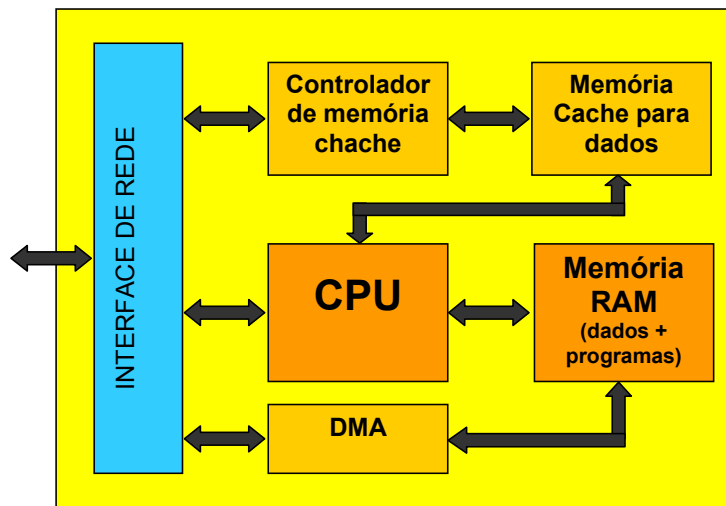 INTERFACE DE REDE
Controlador
de memória
chache
Memória
Cache para
dados
CPU
Memória
RAM
(dados +
programas)
DMA